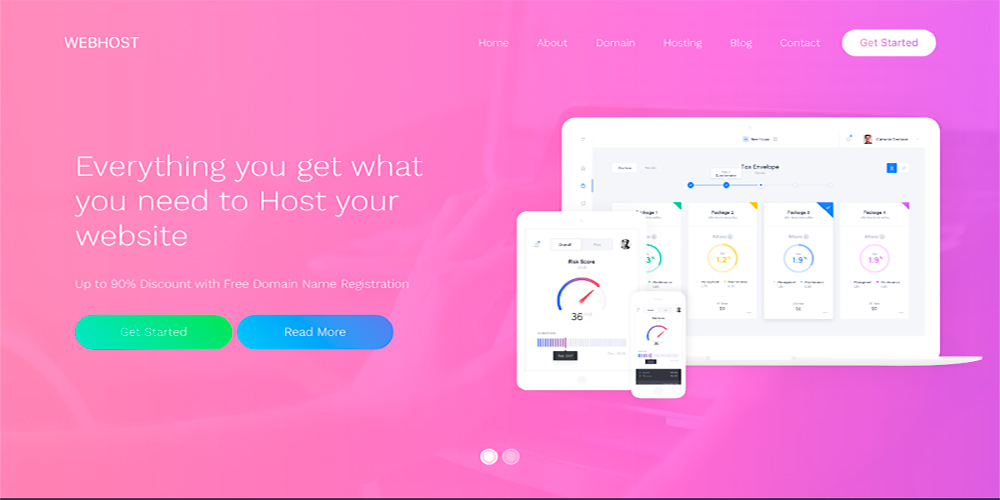 WEBHOST
Home About Domain Hosting Blog Contact Get Started
Everything you get what
you need to Host your
website
Up to 90% Discount with Free Domain Name Registration
Get Started Read More
Tax Envelope
Package 1 Package 2 Package 3 Package 4
1.2% 1.9% 1.9%
Overall
Risk Score
36
36